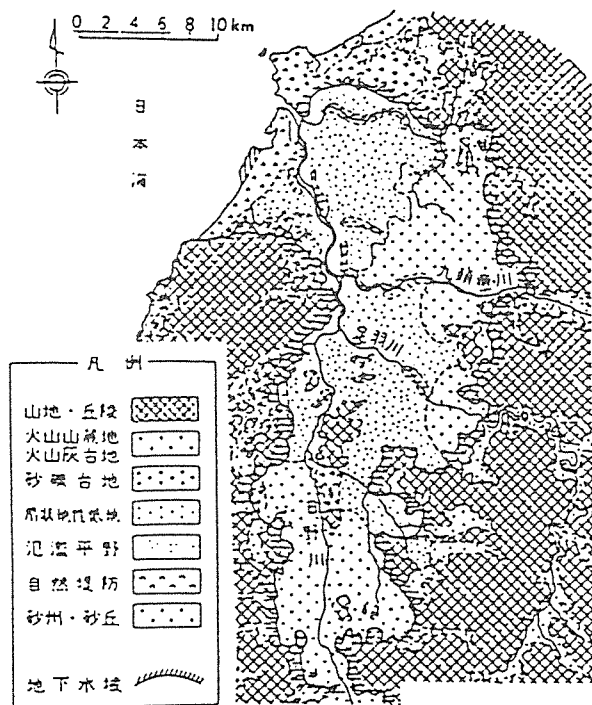 0 2 4 6 8 10 km
日本海
九頭竜川
日野川
凡例
山地・丘陵
火山山麓地
火山灰台地
砂礫台地
扇状地性低地
氾濫平野
自然堤防
砂州・砂丘
地下水域